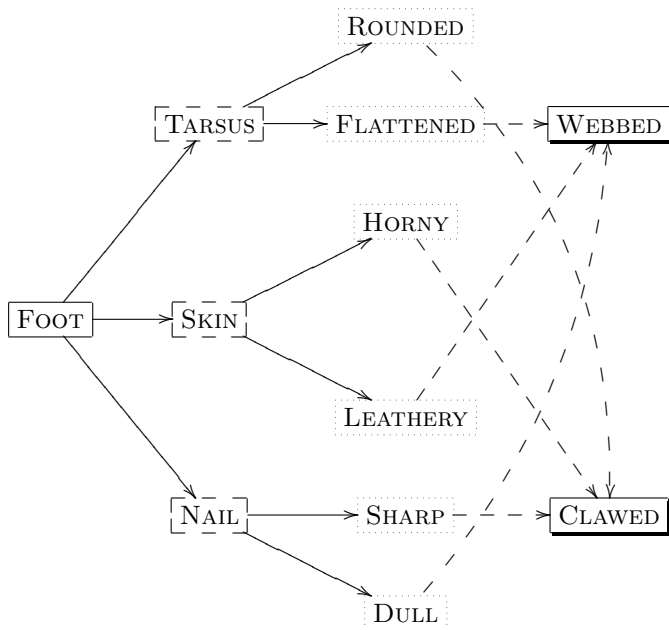 ROUNDED
TARSUS
FLATTENED
WEBBED
HORNY
FOOT
SKIN
LEATHERY
NAIL
SHARP
CLAWED
DULL